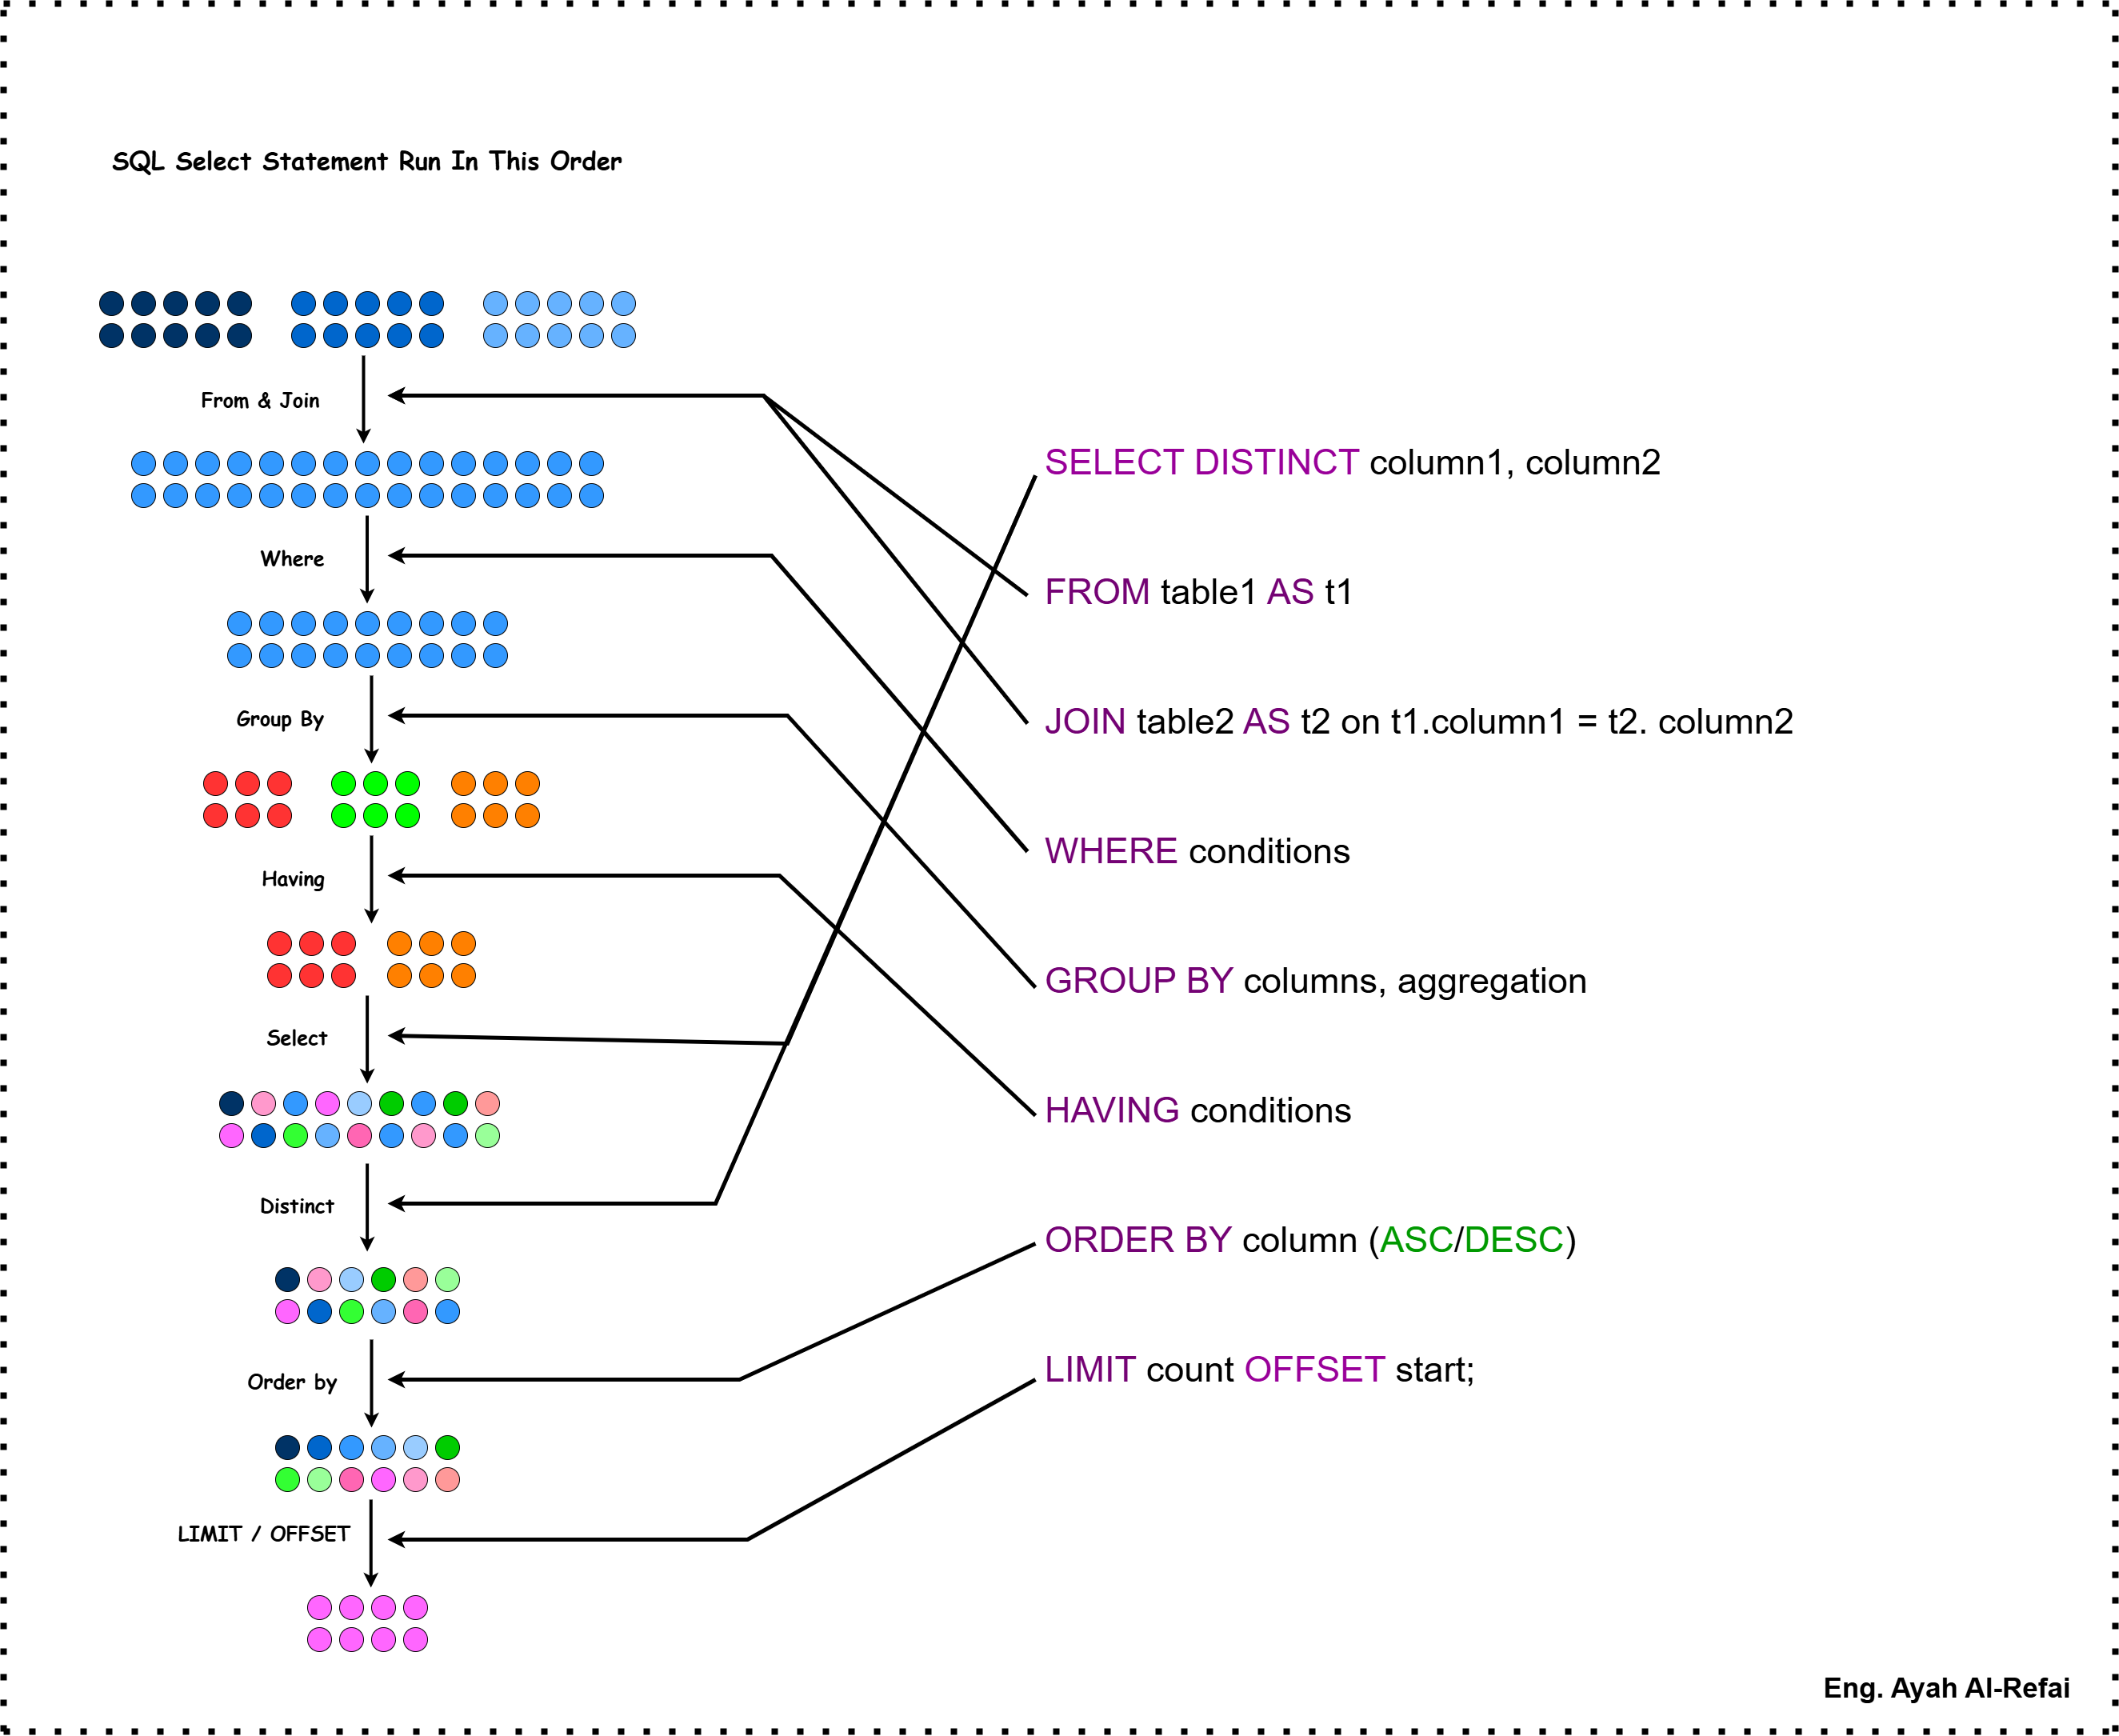 SQL Select Statement Run In This Order
From & Join
Where
Group By
Having
Select
Distinct
Order by
LIMIT / OFFSET
SELECT DISTINCT column1, column2
FROM table1 AS t1
JOIN table2 AS t2 on t1.column1 = t2. column2
WHERE conditions
GROUP BY columns, aggregation
HAVING conditions
ORDER BY column (ASC/DESC)
LIMIT count OFFSET start;
Eng. Ayah Al-Refai